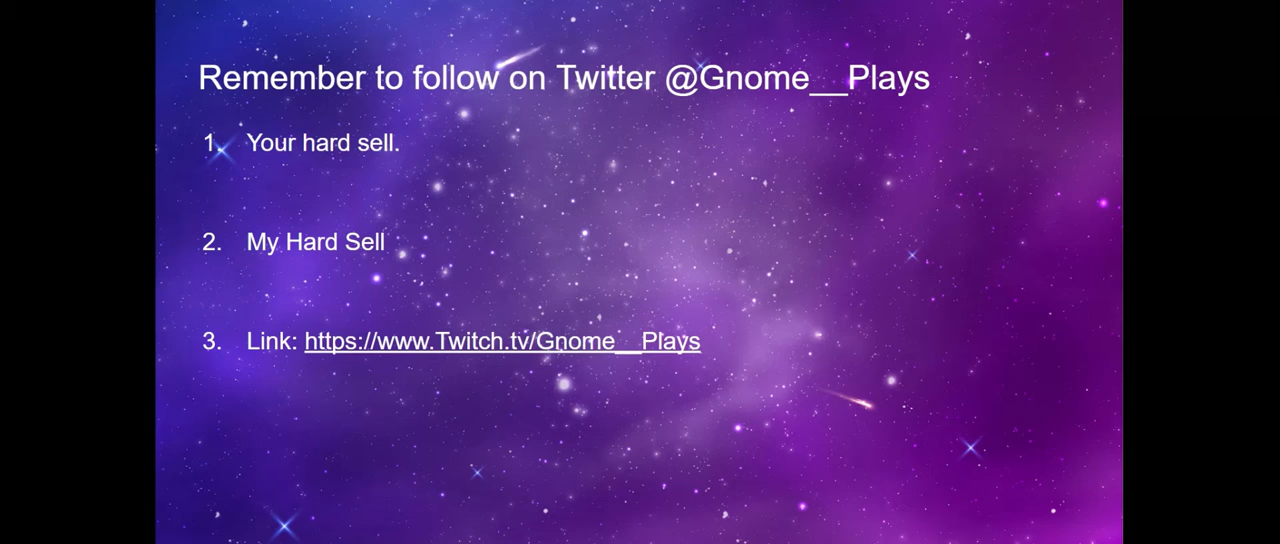 Remember to follow on Twitter @Gnome__Plays
1. Your hard sell.
2. My Hard Sell
3. Link: https://www.Twitch.tv/Gnome__Plays